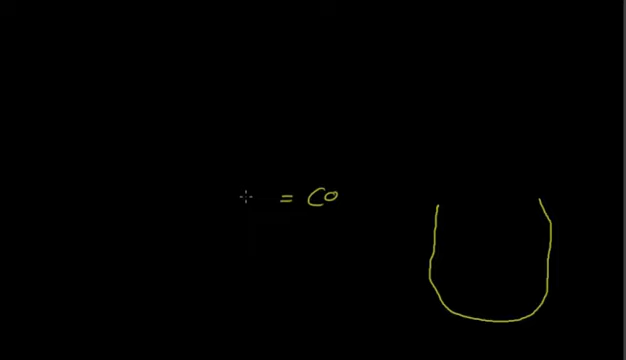 = Co